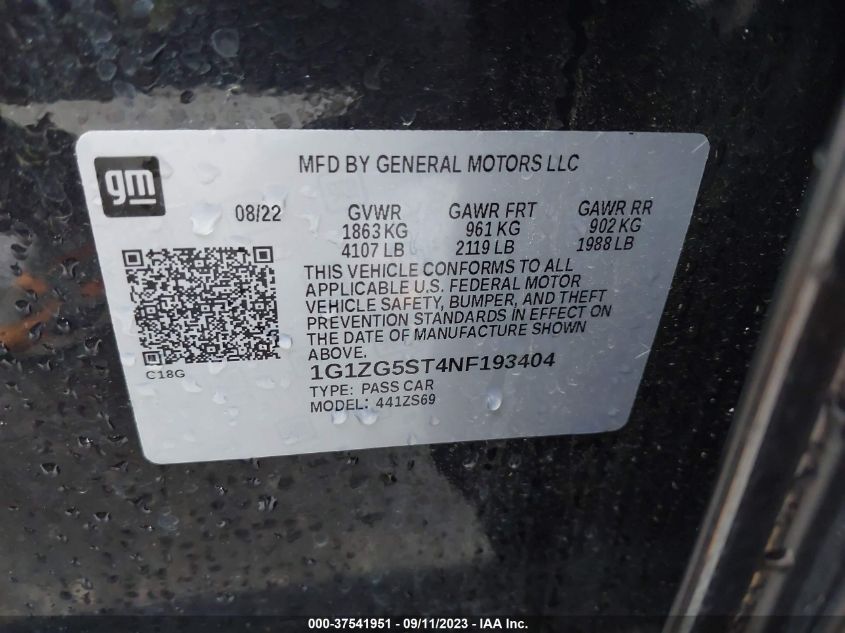 gm
MFD BY GENERAL MOTORS LLC
08/22 GVWR GAWR FRT GAWR RR
1863 KG 961 KG 902 KG
4107 LB 2119 LB 1988 LB
THIS VEHICLE CONFORMS TO ALL
APPLICABLE U.S. FEDERAL MOTOR
VEHICLE SAFETY, BUMPER, AND THEFT
PREVENTION STANDARDS IN EFFECT ON
THE DATE OF MANUFACTURE SHOWN
ABOVE.
C18G
1G1ZG5ST4NF193404
TYPE: PASS CAR
MODEL: 441ZS69
000-37541951 - 09/11/2023 - IAA Inc.